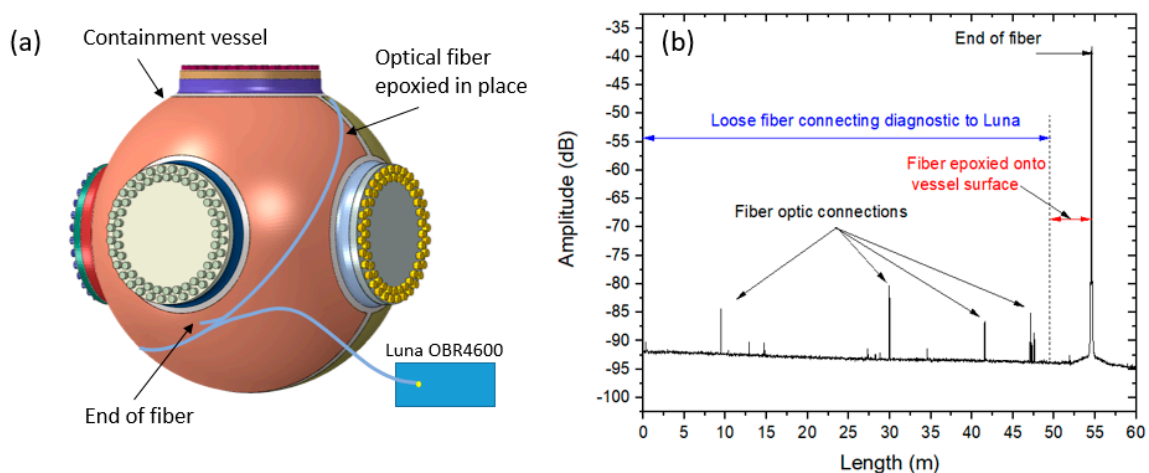 (a)
Containment vessel
Optical fiber
epoxied in place
Luna OBR4600
End of fiber
(b)
End of fiber
Loose fiber connecting diagnostic to Luna
Fiber epoxied onto
vessel surface
Fiber optic connections
Amplitude (dB)
-35
-40
-45
-50
-55
-60
-65
-70
-75
-80
-85
-90
-95
-100
0 5 10 15 20 25 30 35 40 45 50 55 60
Length (m)